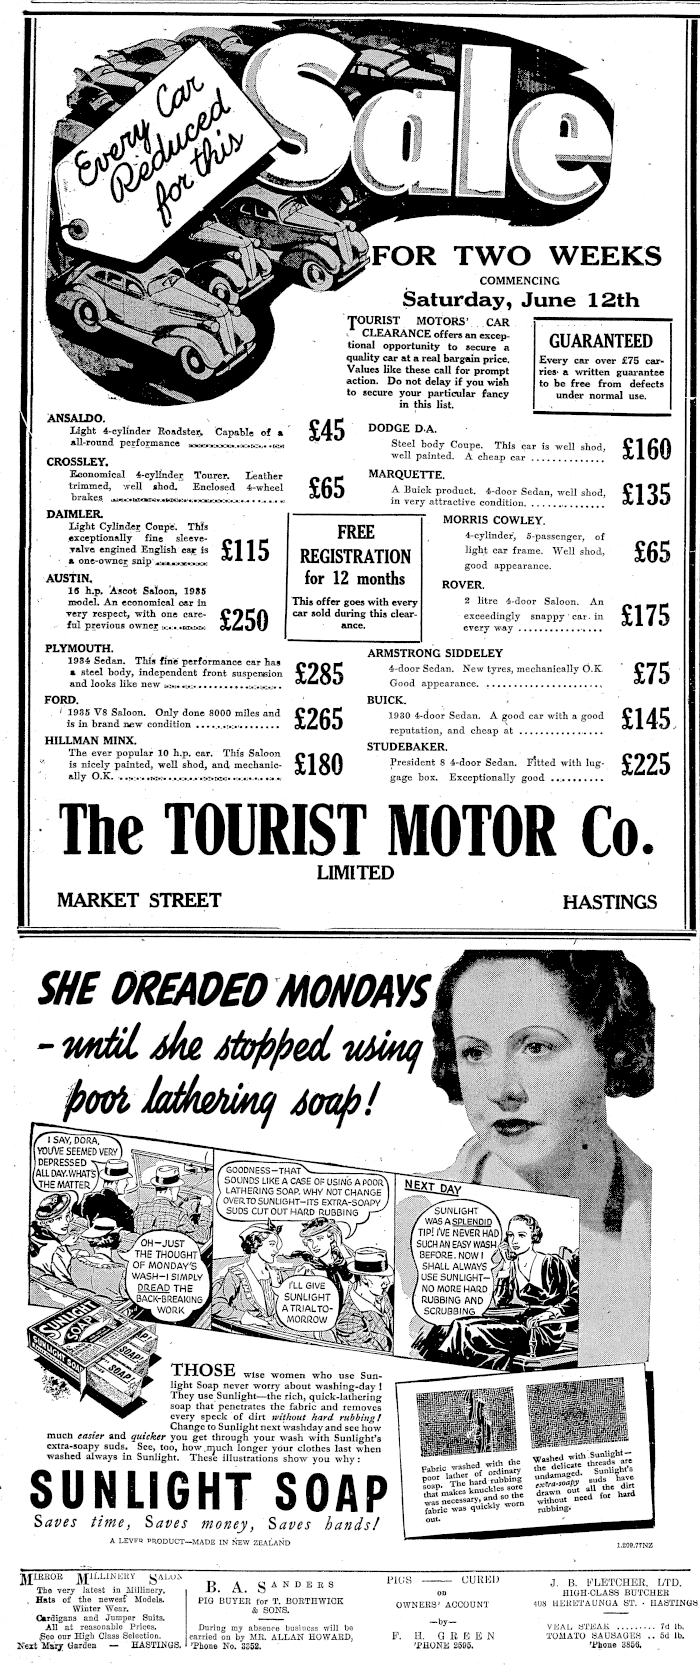 Every Car
Reduced
for this
Sale
FOR TWO WEEKS
COMMENCING
Saturday, June 12th
TOURIST MOTORS' CAR
CLEARANCE offers an excep-
tional opportunity to secure a
quality car at a real bargain price.
Values like these call for prompt
action. Do not delay if you wish
to secure your particular fancy
in this list.
GUARANTEED
Every car over £75 car-
ries a written guarantee
to be free from defects
under normal use.
ANSALDO.
Light 4-cylinder Roadster. Capable of a
all-round performance
£45
CROSSLEY.
Economical 4-cylinder Tourer. Leather
trimmed, well shod. Enclosed 4-wheel
brakes
£65
DAIMLER.
Light Cylinder Coupe. This
exceptionally fine sleeve-
valve engined English car is
a one-owner snip
£115
AUSTIN.
16 h.p. Ascot Saloon, 1935
model. An economical car in
very respect, with one care-
ful previous owner
£250
FREE
REGISTRATION
for 12 months
This offer goes with every
car sold during this clear-
ance.
PLYMOUTH.
1934 Sedan. This fine performance car has
a steel body, independent front suspension
and looks like new
£285
FORD.
1935 V8 Saloon. Only done 8000 miles and
is in brand new condition
£265
HILLMAN MINX.
The ever popular 10 h.p. car. This Saloon
is nicely painted, well shod, and mechanic-
ally O.K.
£180
DODGE D.A.
Steel body Coupe. This car is well shod,
well painted. A cheap car
£160
MARQUETTE.
A Buick product. 4-door Sedan, well shod,
in very attractive condition.
£135
MORRIS COWLEY.
4-cylinder, 5-passenger, of
light car frame. Well shod,
good appearance.
£65
ROVER.
2 litre 4-door Saloon. An
exceedingly snappy car in
every way
£175
ARMSTRONG SIDDELEY
4-door Sedan. New tyres, mechanically O.K.
Good appearance.
£75
BUICK.
1930 4-door Sedan. A good car with a good
reputation, and cheap at
£145
STUDEBAKER.
President 8 4-door Sedan. Fitted with lug-
gage box. Exceptionally good
£225
The TOURIST MOTOR Co.
LIMITED
MARKET STREET HASTINGS
SHE DREADED MONDAYS
- until she stopped using
poor lathering soap!
I SAY, DORA,
YOU'VE SEEMED VERY
DEPRESSED
ALL DAY. WHAT'S
THE MATTER
OH-JUST
THE THOUGHT
OF MONDAY'S
WASH-I SIMPLY
DREAD THE
BACK-BREAKING
WORK
GOODNESS-THAT
SOUNDS LIKE A CASE OF USING A POOR
LATHERING SOAP. WHY NOT CHANGE
OVER TO SUNLIGHT-ITS EXTRA-SOAPY
SUDS CUT OUT HARD RUBBING
I'LL GIVE
SUNLIGHT
A TRIAL TO-
MORROW
NEXT DAY
SUNLIGHT
WAS A SPLENDID
TIP! I'VE NEVER HAD
SUCH AN EASY WASH
BEFORE. NOW I
SHALL ALWAYS
USE SUNLIGHT-
NO MORE HARD
RUBBING AND
SCRUBBING
SUNLIGHT
SOAP
SUNLIGHT SOAP
SOAP!
THOSE wise women who use Sun-
light Soap never worry about washing-day!
They use Sunlight—the rich, quick-lathering
soap that penetrates the fabric and removes
every speck of dirt without hard rubbing!
Change to Sunlight next washday and see how
much easier and quicker you get through your wash with Sunlight's
extra-soapy suds. See, too, how much longer your clothes last when
washed always in Sunlight. These illustrations show you why:
Fabric washed with the
poor lather of ordinary
soap. The hard rubbing
that makes knuckles sore
was necessary, and so the
fabric was quickly worn
out.
Washed with Sunlight—
the delicate threads are
undamaged. Sunlight's
extra-soapy suds have
drawn out all the dirt
without need for hard
rubbing.
SUNLIGHT SOAP
Saves time, Saves money, Saves hands!
A LEVER PRODUCT—MADE IN NEW ZEALAND
1.209.77NZ
MIRROR MILLINERY SALON
The very latest in Millinery.
Hats of the newest Models.
Winter Wear.
Cardigans and Jumper Suits.
All at reasonable Prices.
See our High Class Selection.
Next Mary Garden — HASTINGS.
B. A. SANDERS
PIG BUYER for T. BORTHWICK
& SONS.
During my absence business will be
carried on by MR. ALLAN HOWARD,
'Phone No. 3352.
PIGS —— CURED
on
OWNERS' ACCOUNT
—by—
F. H. GREEN
'PHONE 2595.
J. B. FLETCHER, LTD.
HIGH-CLASS BUTCHER
408 HERETAUNGA ST. - HASTINGS
VEAL STEAK ......... 7d lb.
TOMATO SAUSAGES .. 5d lb.
'Phone 3856.